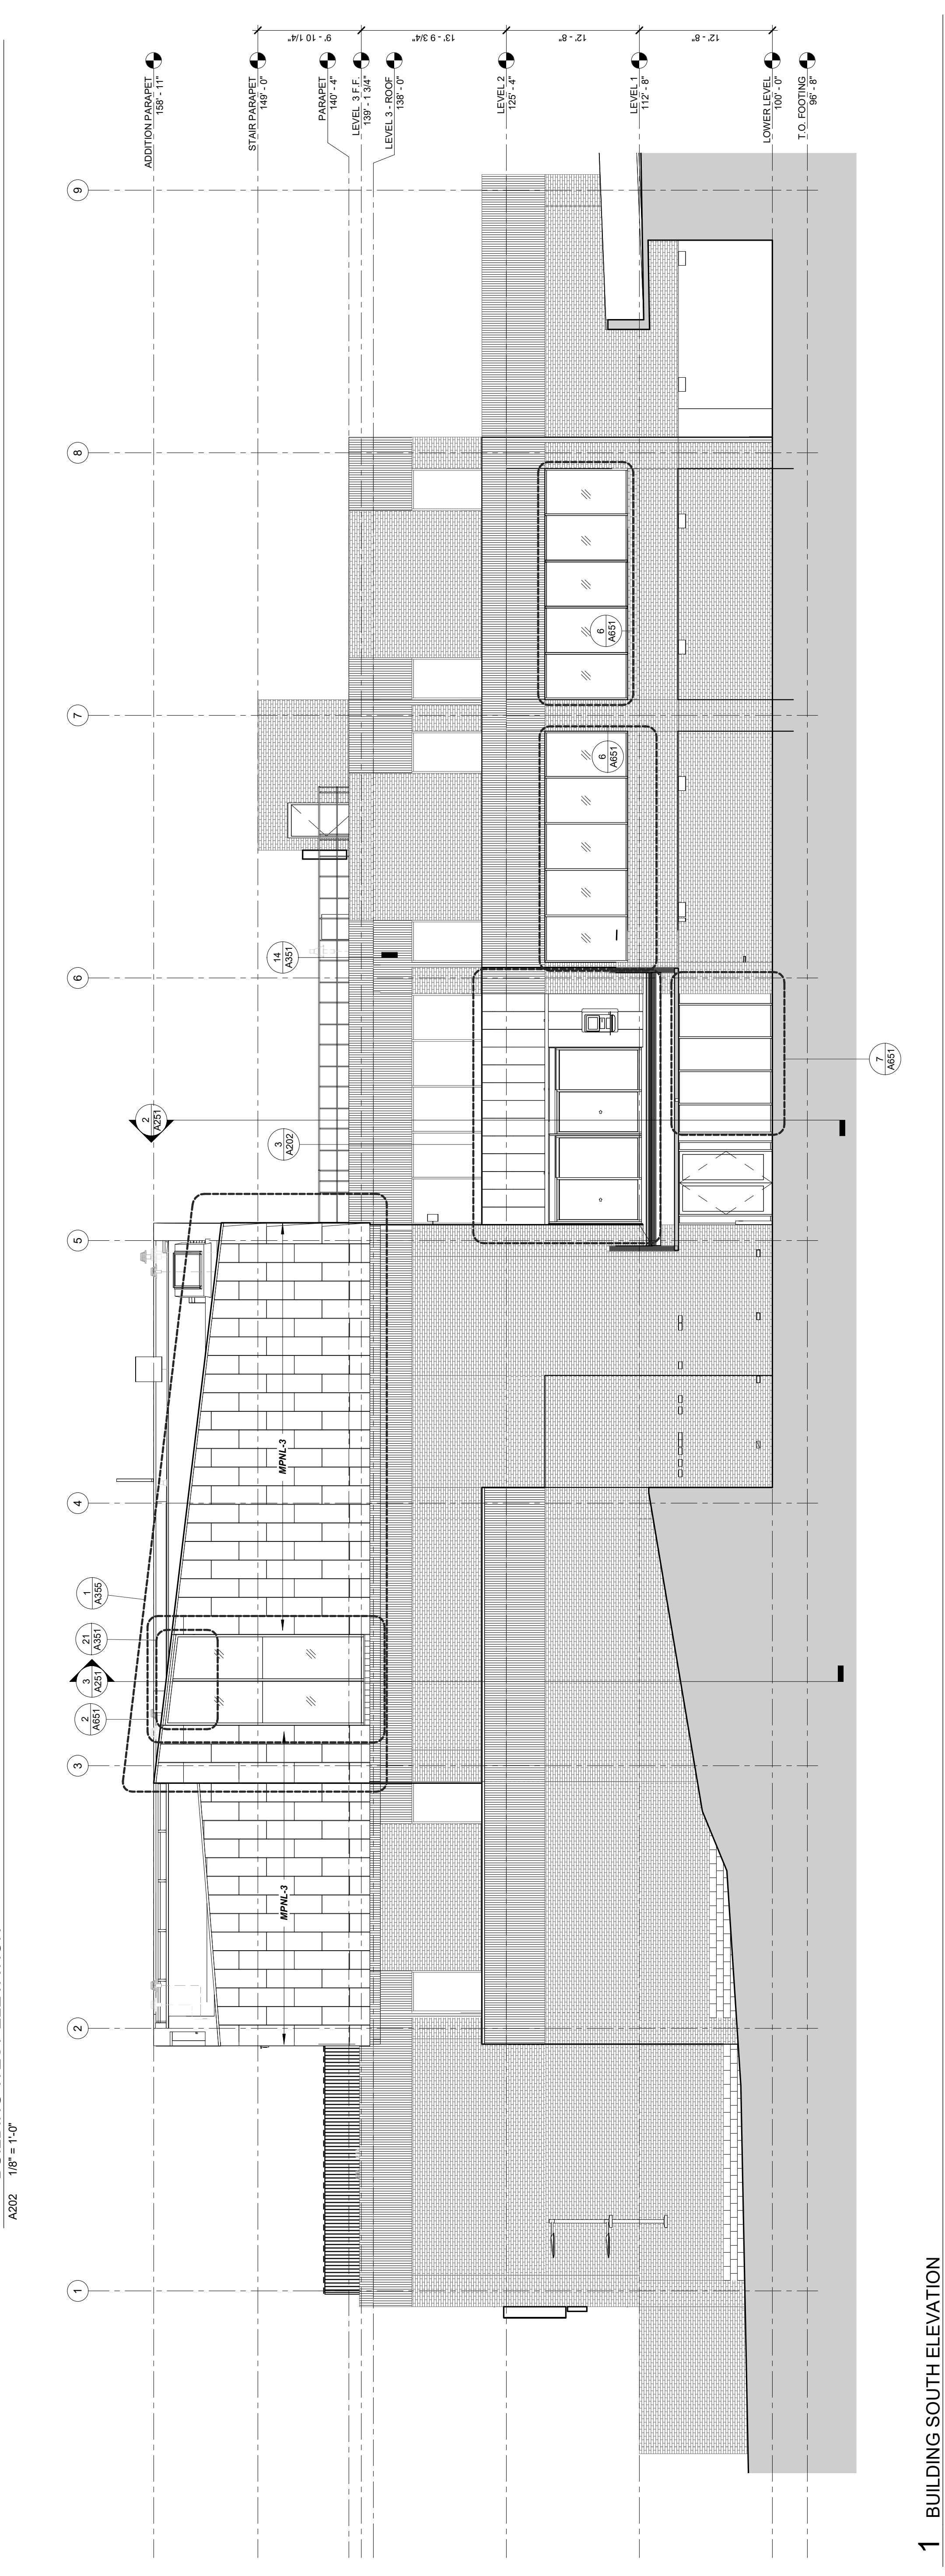 A202 1/8" = 1'-0"
1
2
3
4
5
6
7
8
9
2
A651
3
A251
21
A351
1
A355
2
A251
3
A202
14
A351
6
A651
6
A651
7
A651
MPNL-3
MPNL-3
ADDITION PARAPET
158' - 11"
STAIR PARAPET
149' - 0"
PARAPET
140' - 4"
LEVEL 3 F.F.
139' - 1 3/4"
LEVEL 3 - ROOF
138' - 0"
LEVEL 2
125' - 4"
LEVEL 1
112' - 8"
LOWER LEVEL
100' - 0"
T.O. FOOTING
96' - 8"
9' - 10 1/4"
13' - 9 3/4"
12' - 8"
12' - 8"
1 BUILDING SOUTH ELEVATION